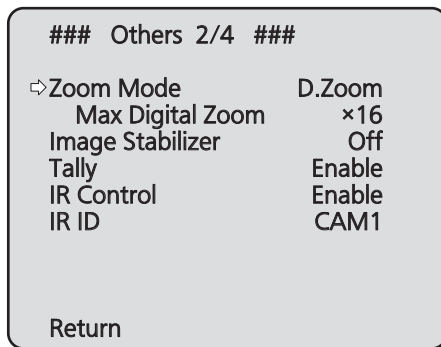 ### Others 2/4 ###
⇨Zoom Mode D.Zoom
Max Digital Zoom ×16
Image Stabilizer Off
Tally Enable
IR Control Enable
IR ID CAM1
Return